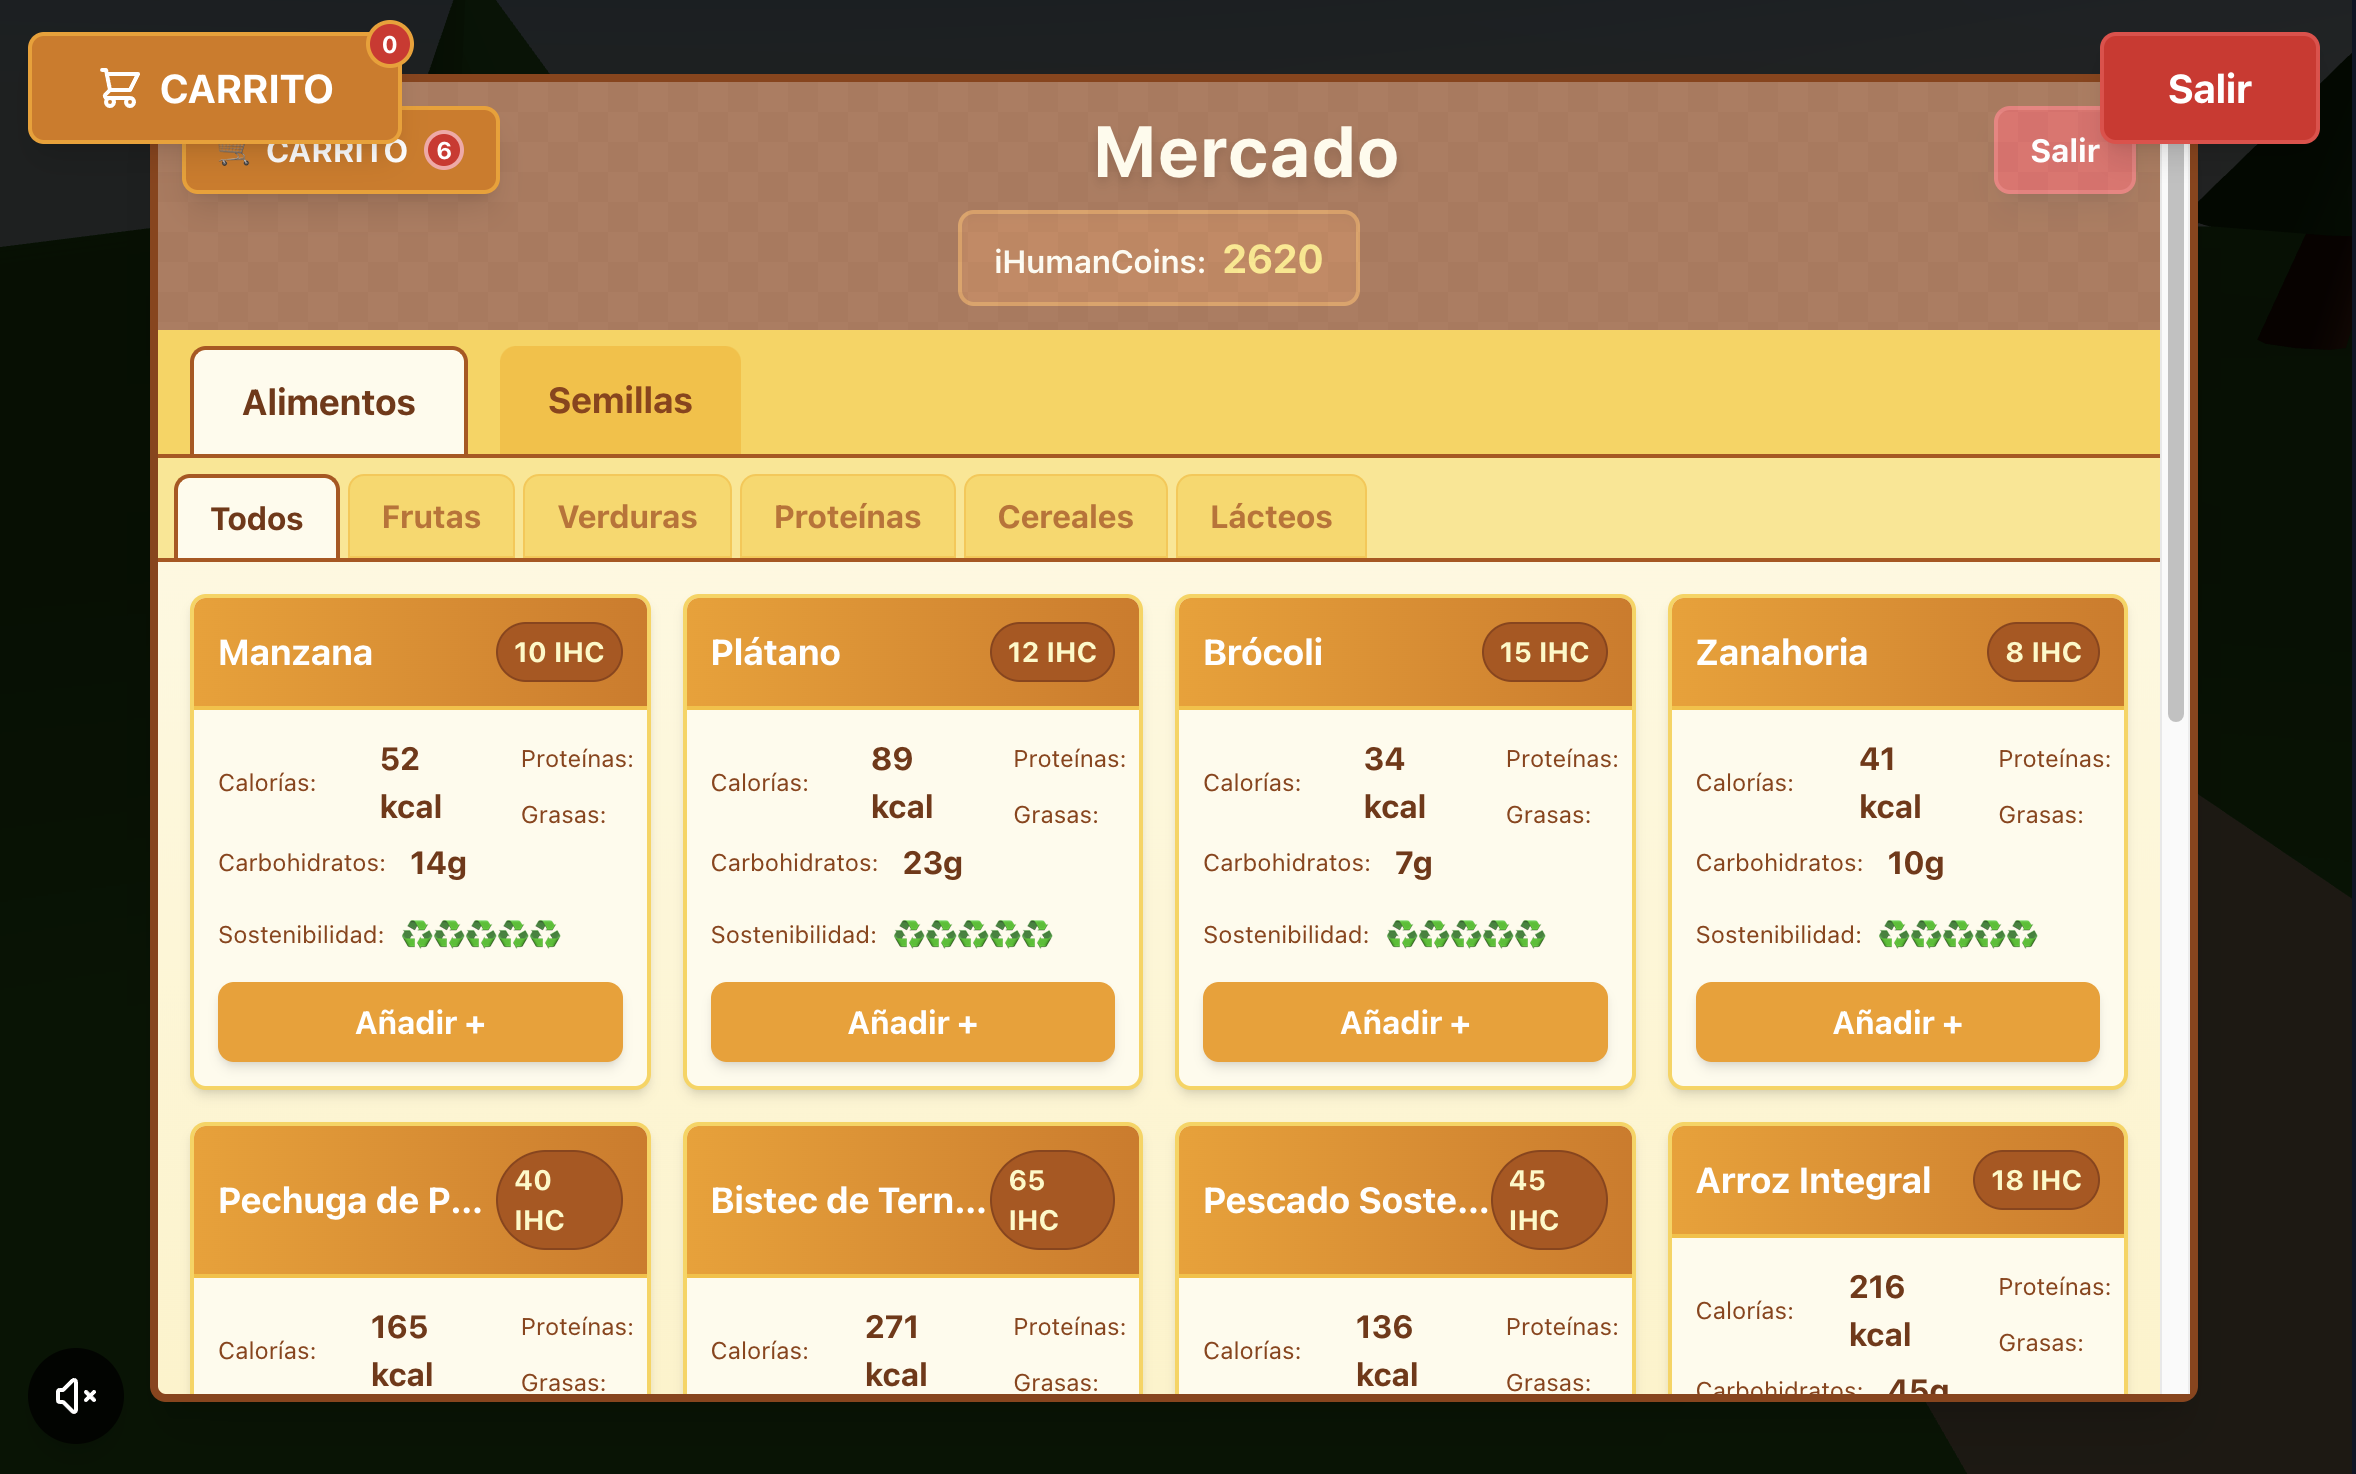 CARRITO 0
Salir
CARRITO 6
Mercado
Salir
iHumanCoins: 2620
Alimentos Semillas
Todos Frutas Verduras Proteínas Cereales Lácteos
Manzana 10 IHC
Calorías: 52 kcal Proteínas:
Grasas:
Carbohidratos: 14g
Sostenibilidad: ♻♻♻♻♻
Añadir +
Plátano 12 IHC
Calorías: 89 kcal Proteínas:
Grasas:
Carbohidratos: 23g
Sostenibilidad: ♻♻♻♻♻
Añadir +
Brócoli 15 IHC
Calorías: 34 kcal Proteínas:
Grasas:
Carbohidratos: 7g
Sostenibilidad: ♻♻♻♻♻
Añadir +
Zanahoria 8 IHC
Calorías: 41 kcal Proteínas:
Grasas:
Carbohidratos: 10g
Sostenibilidad: ♻♻♻♻♻
Añadir +
Pechuga de P... 40 IHC
Calorías: 165 kcal Proteínas:
Grasas:
Bistec de Tern... 65 IHC
Calorías: 271 kcal Proteínas:
Grasas:
Pescado Soste... 45 IHC
Calorías: 136 kcal Proteínas:
Grasas:
Arroz Integral 18 IHC
Calorías: 216 kcal Proteínas:
Grasas:
Carbohidratos: 45g